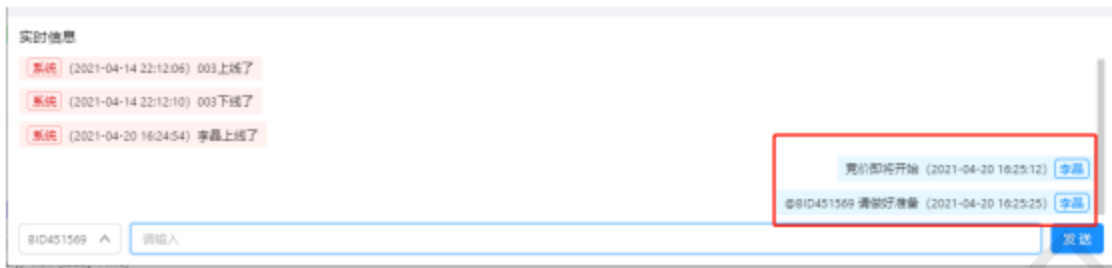 实时信息
系统 (2021-04-14 22:12:06) 003上线了
系统 (2021-04-14 22:12:10) 003下线了
系统 (2021-04-20 16:24:54) 李晶上线了
竞价即将开始 (2021-04-20 16:25:12) 李晶
@BID451569 请做好准备 (2021-04-20 16:25:25) 李晶
BID451569 请输入 发送